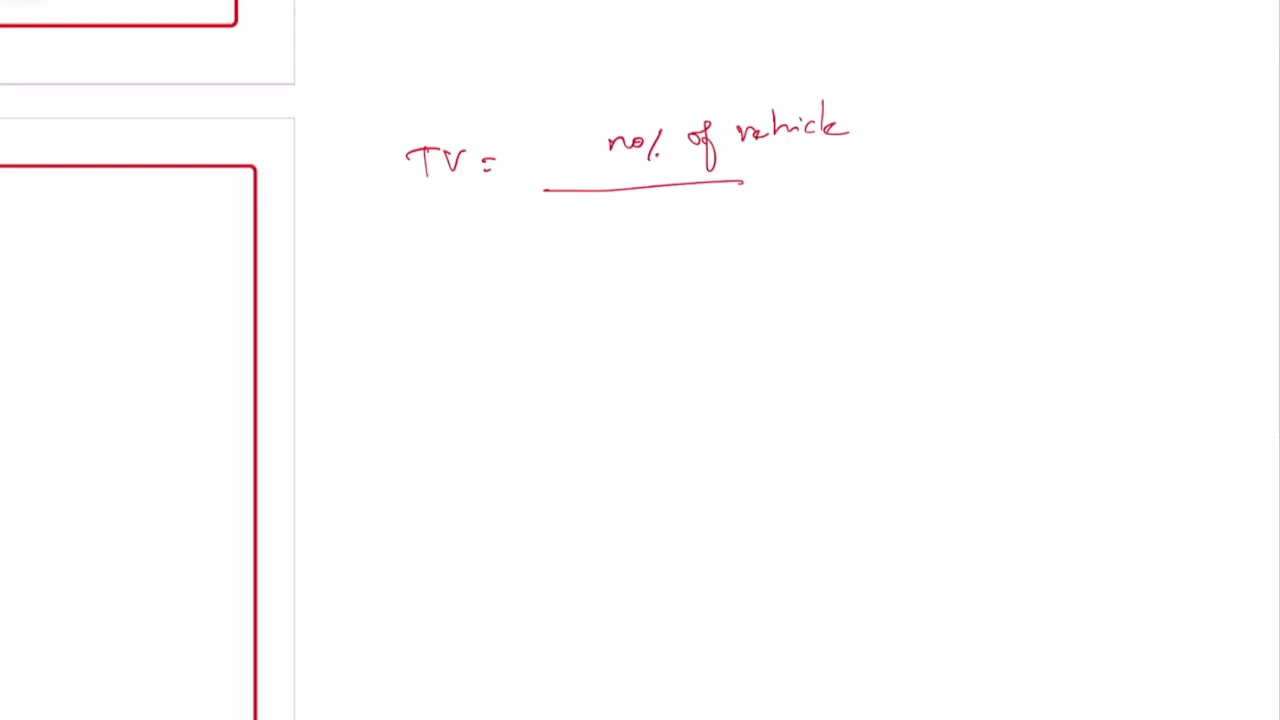 TV = no/. of vehicle